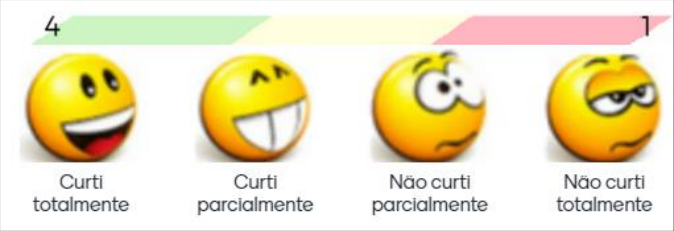 4 1
Curti
totalmente
Curti
parcialmente
Não curti
parcialmente
Não curti
totalmente